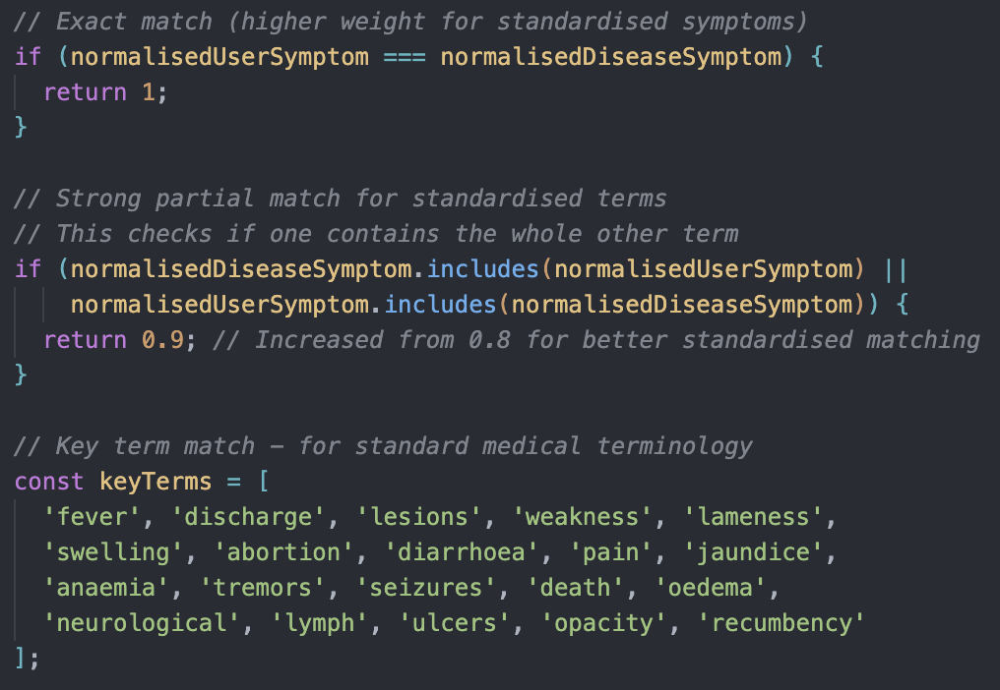 // Exact match (higher weight for standardised symptoms)
if (normalisedUserSymptom === normalisedDiseaseSymptom) {
  return 1;
}

// Strong partial match for standardised terms
// This checks if one contains the whole other term
if (normalisedDiseaseSymptom.includes(normalisedUserSymptom) ||
    normalisedUserSymptom.includes(normalisedDiseaseSymptom)) {
  return 0.9; // Increased from 0.8 for better standardised matching
}

// Key term match – for standard medical terminology
const keyTerms = [
  'fever', 'discharge', 'lesions', 'weakness', 'lameness',
  'swelling', 'abortion', 'diarrhoea', 'pain', 'jaundice',
  'anaemia', 'tremors', 'seizures', 'death', 'oedema',
  'neurological', 'lymph', 'ulcers', 'opacity', 'recumbency'
];